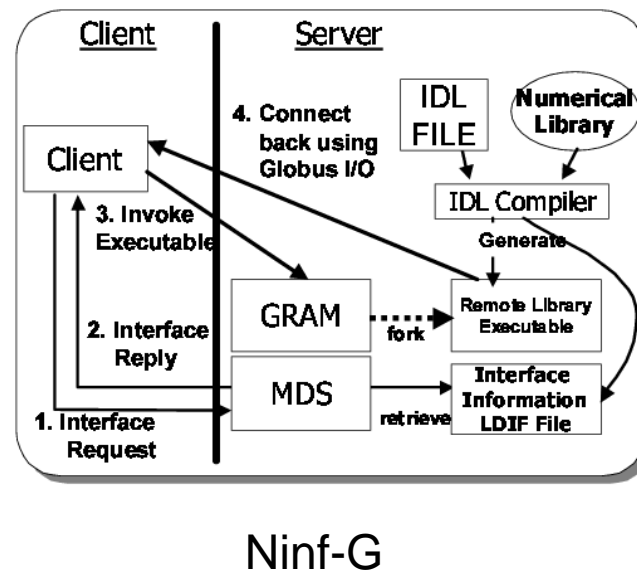 Client
Server
4. Connect
back using
Globus I/O
IDL
FILE
Numerical
Library
Client
IDL Compiler
3. Invoke
Executable
Generate
GRAM
fork
Remote Library
Executable
2. Interface
Reply
MDS
retrieve
Interface
Information
LDIF File
1. Interface
Request
Ninf-G